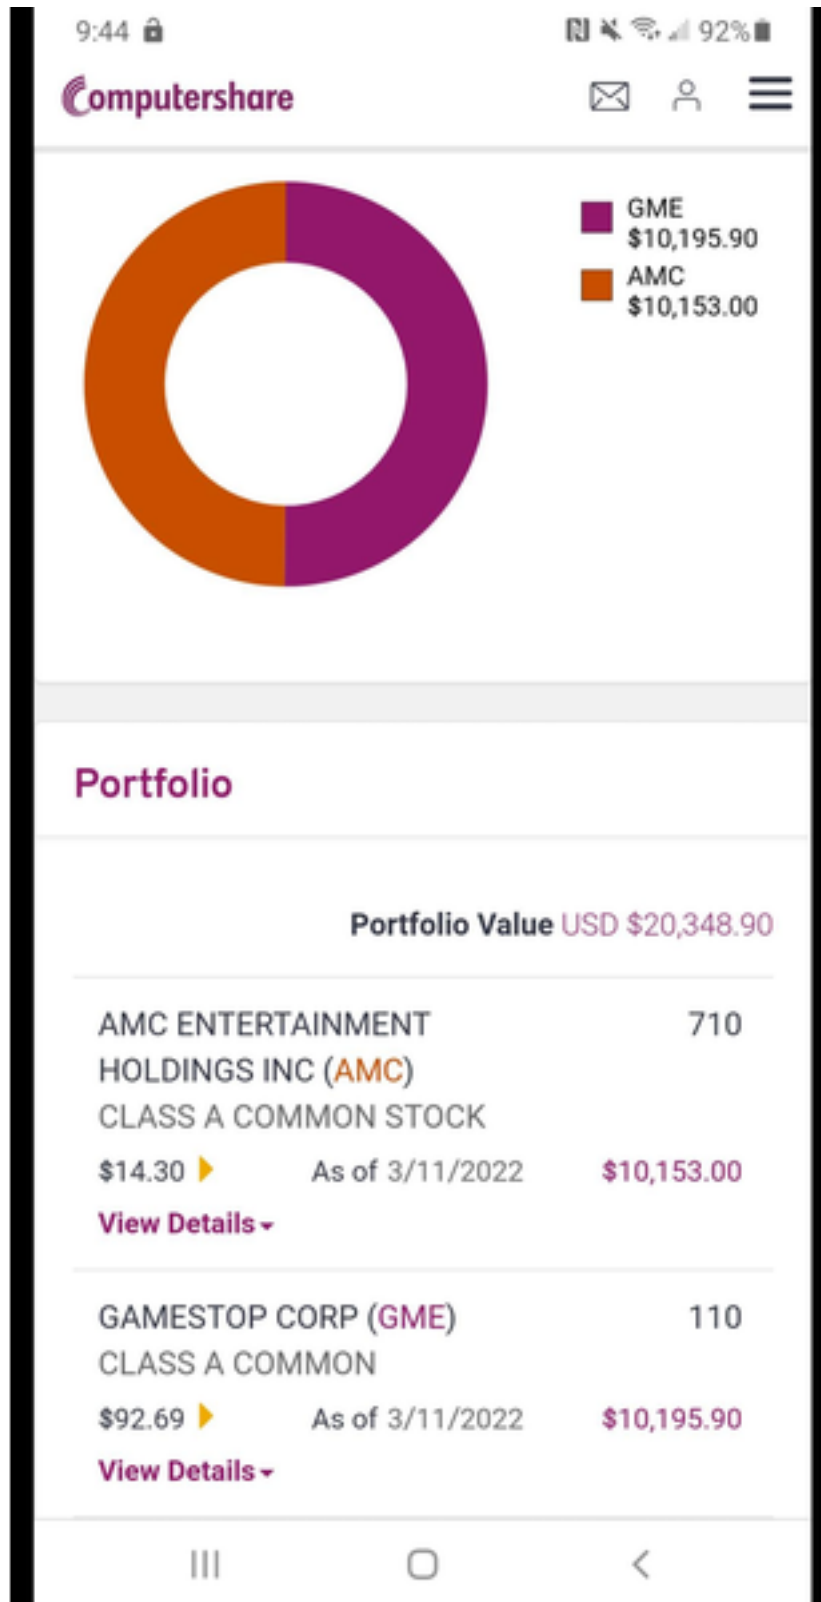 9:44 92%
Computershare
GME
$10,195.90
AMC
$10,153.00
Portfolio
Portfolio Value USD $20,348.90
AMC ENTERTAINMENT 710
HOLDINGS INC (AMC)
CLASS A COMMON STOCK
$14.30 As of 3/11/2022 $10,153.00
View Details
GAMESTOP CORP (GME) 110
CLASS A COMMON
$92.69 As of 3/11/2022 $10,195.90
View Details